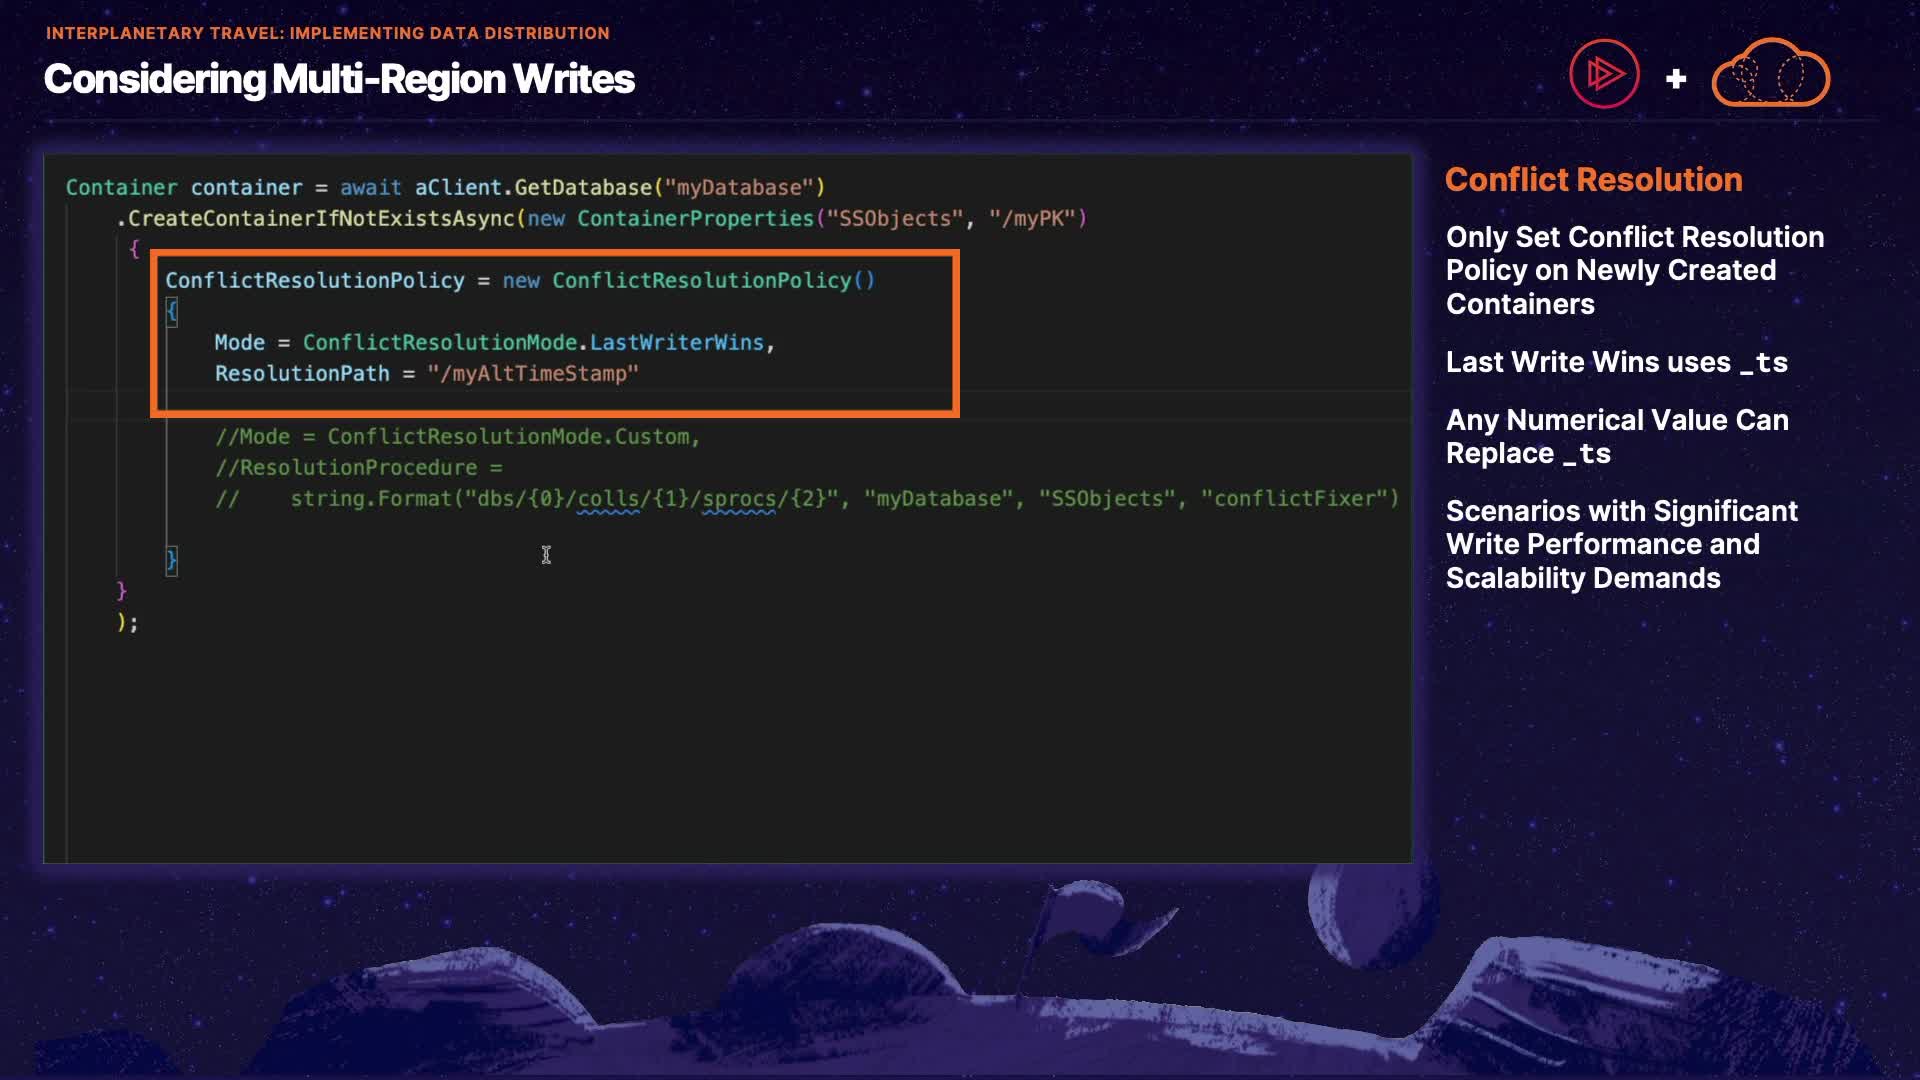 INTERPLANETARY TRAVEL: IMPLEMENTING DATA DISTRIBUTION
Considering Multi-Region Writes
+
Container container = await aClient.GetDatabase("myDatabase")
.CreateContainerIfNotExistsAsync(new ContainerProperties("SSObjects", "/myPK")
{
ConflictResolutionPolicy = new ConflictResolutionPolicy()
{
Mode = ConflictResolutionMode.LastWriterWins,
ResolutionPath = "/myAltTimeStamp"
//Mode = ConflictResolutionMode.Custom,
//ResolutionProcedure =
//    string.Format("dbs/{0}/colls/{1}/sprocs/{2}", "myDatabase", "SSObjects", "conflictFixer")
}
}
);
Conflict Resolution
Only Set Conflict Resolution
Policy on Newly Created
Containers
Last Write Wins uses _ts
Any Numerical Value Can
Replace _ts
Scenarios with Significant
Write Performance and
Scalability Demands